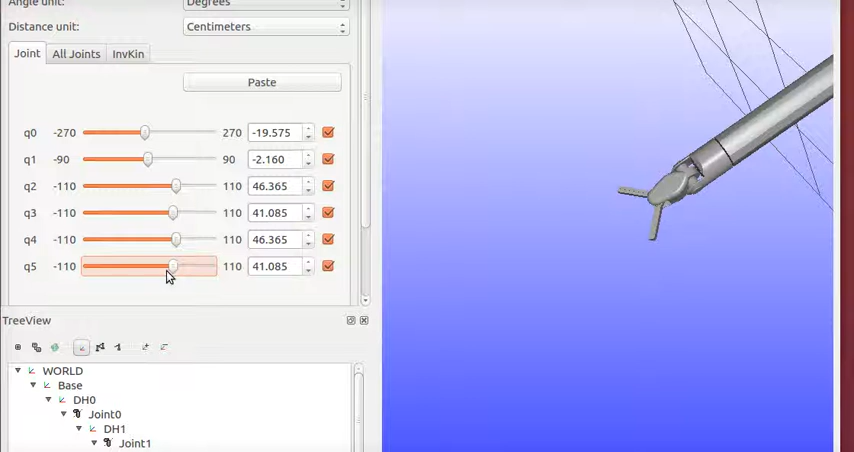 Angle unit: Degrees
Distance unit: Centimeters
Joint All Joints InvKin
Paste
q0 -270 270 -19.575
q1 -90 90 -2.160
q2 -110 110 46.365
q3 -110 110 41.085
q4 -110 110 46.365
q5 -110 110 41.085
TreeView
WORLD
Base
DH0
Joint0
DH1
Joint1